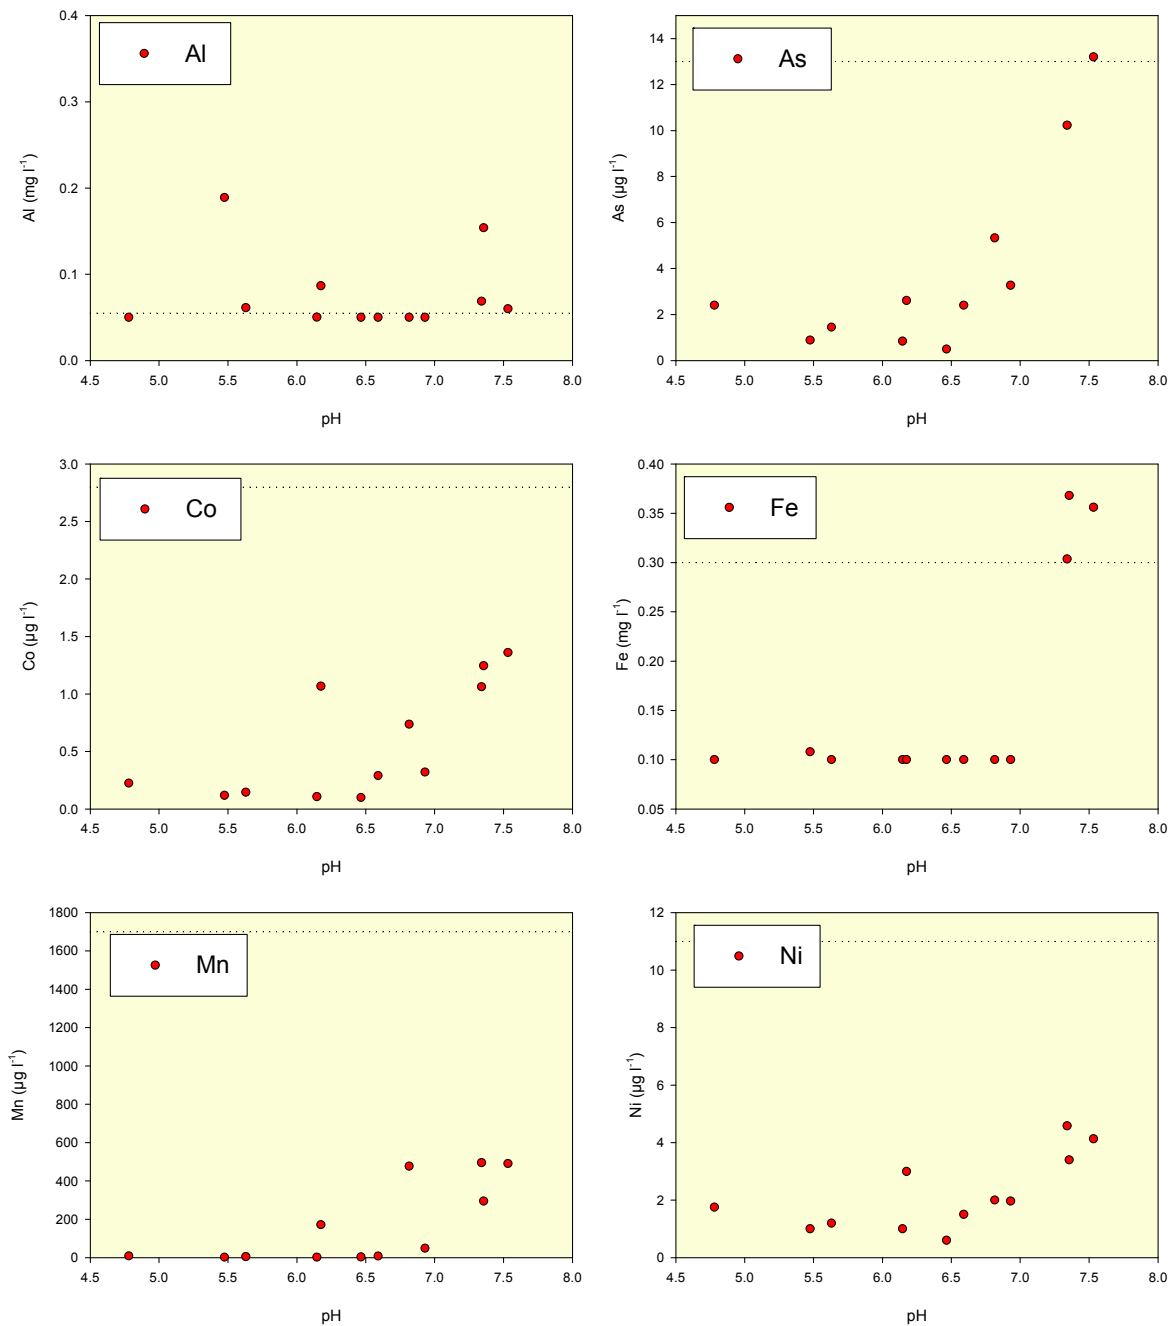 Al
Al (mg l⁻¹)
0.4
0.3
0.2
0.1
0.0
4.5 5.0 5.5 6.0 6.5 7.0 7.5 8.0
pH
As
As (µg l⁻¹)
14
12
10
8
6
4
2
0
4.5 5.0 5.5 6.0 6.5 7.0 7.5 8.0
pH
Co
Co (µg l⁻¹)
3.0
2.5
2.0
1.5
1.0
0.5
0.0
4.5 5.0 5.5 6.0 6.5 7.0 7.5 8.0
pH
Fe
Fe (mg l⁻¹)
0.40
0.35
0.30
0.25
0.20
0.15
0.10
0.05
4.5 5.0 5.5 6.0 6.5 7.0 7.5 8.0
pH
Mn
Mn (µg l⁻¹)
1800
1600
1400
1200
1000
800
600
400
200
0
4.5 5.0 5.5 6.0 6.5 7.0 7.5 8.0
pH
Ni
Ni (µg l⁻¹)
12
10
8
6
4
2
0
4.5 5.0 5.5 6.0 6.5 7.0 7.5 8.0
pH